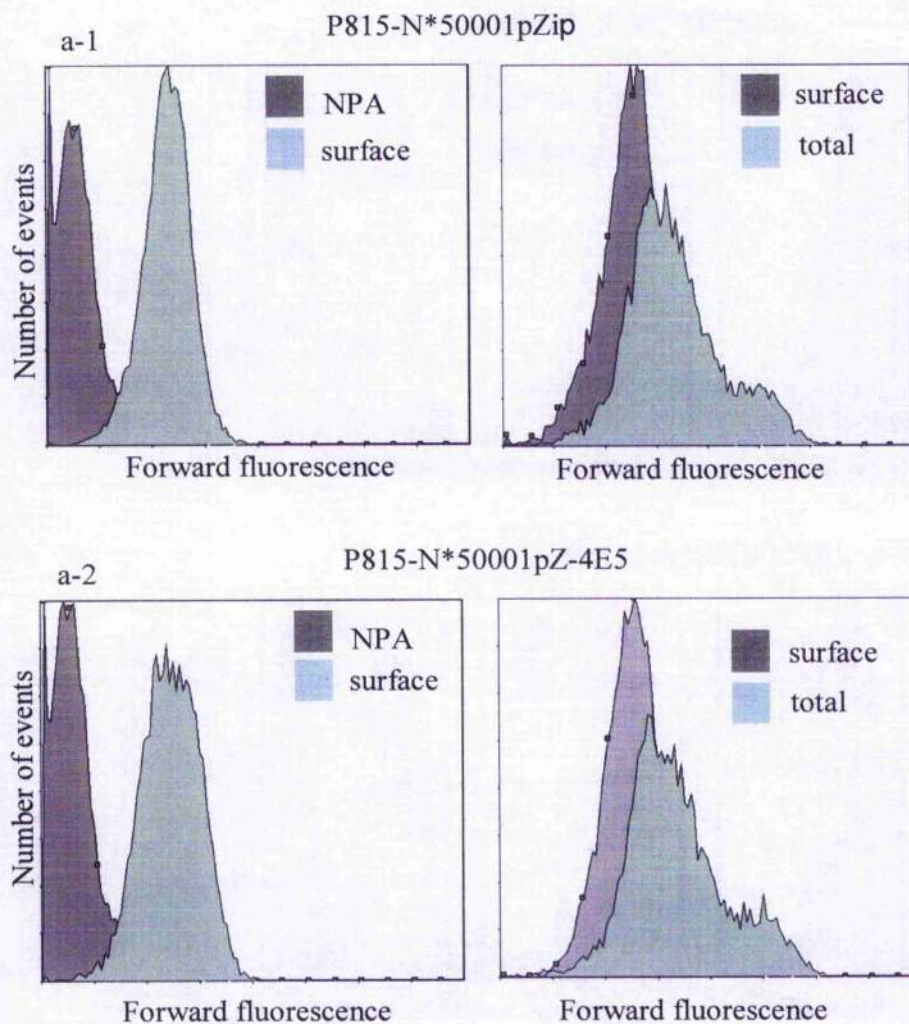 P815-N*50001pZip
a-1
NPA
surface
Number of events
Forward fluorescence
surface
total
Forward fluorescence
P815-N*50001pZ-4E5
a-2
NPA
surface
Number of events
Forward fluorescence
surface
total
Forward fluorescence